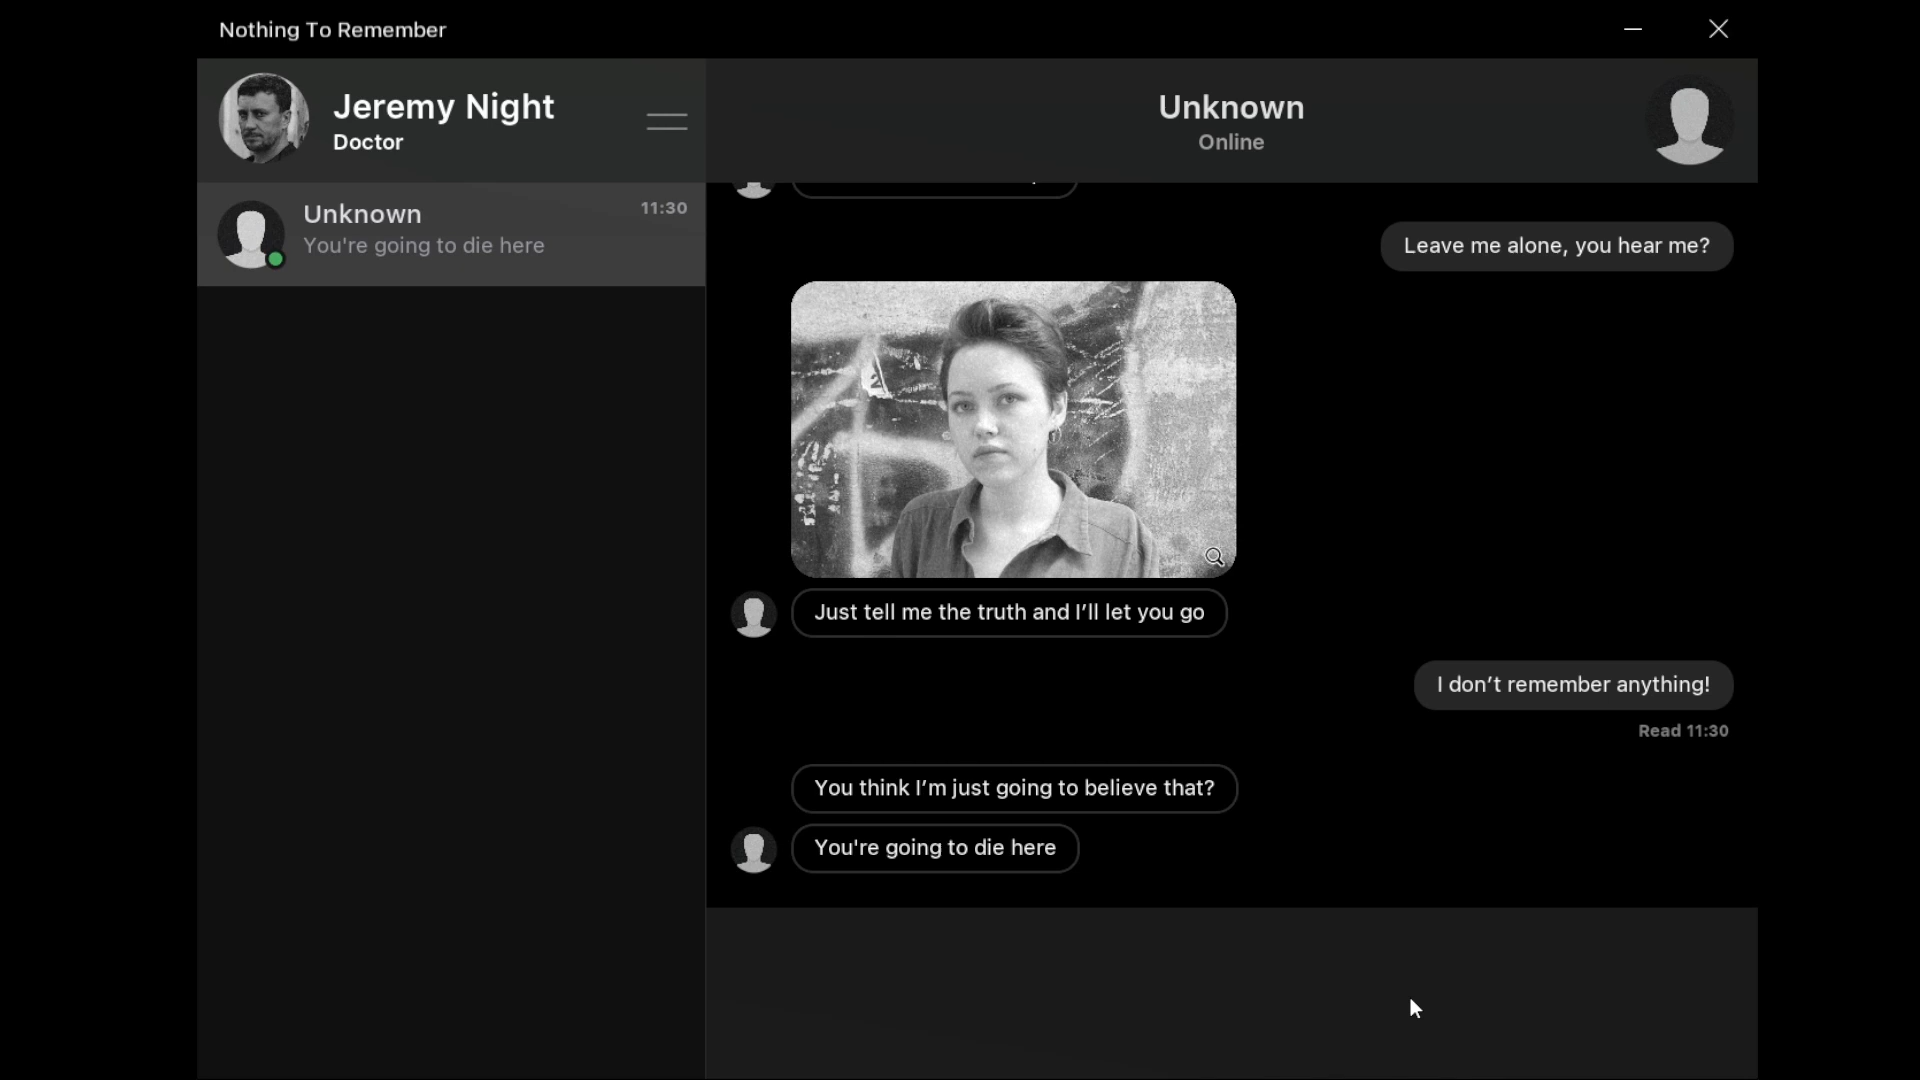 Nothing To Remember
Jeremy Night
Doctor
Unknown
11:30
You're going to die here
Unknown
Online
Leave me alone, you hear me?
2
Just tell me the truth and I’ll let you go
I don’t remember anything!
Read 11:30
You think I’m just going to believe that?
You're going to die here